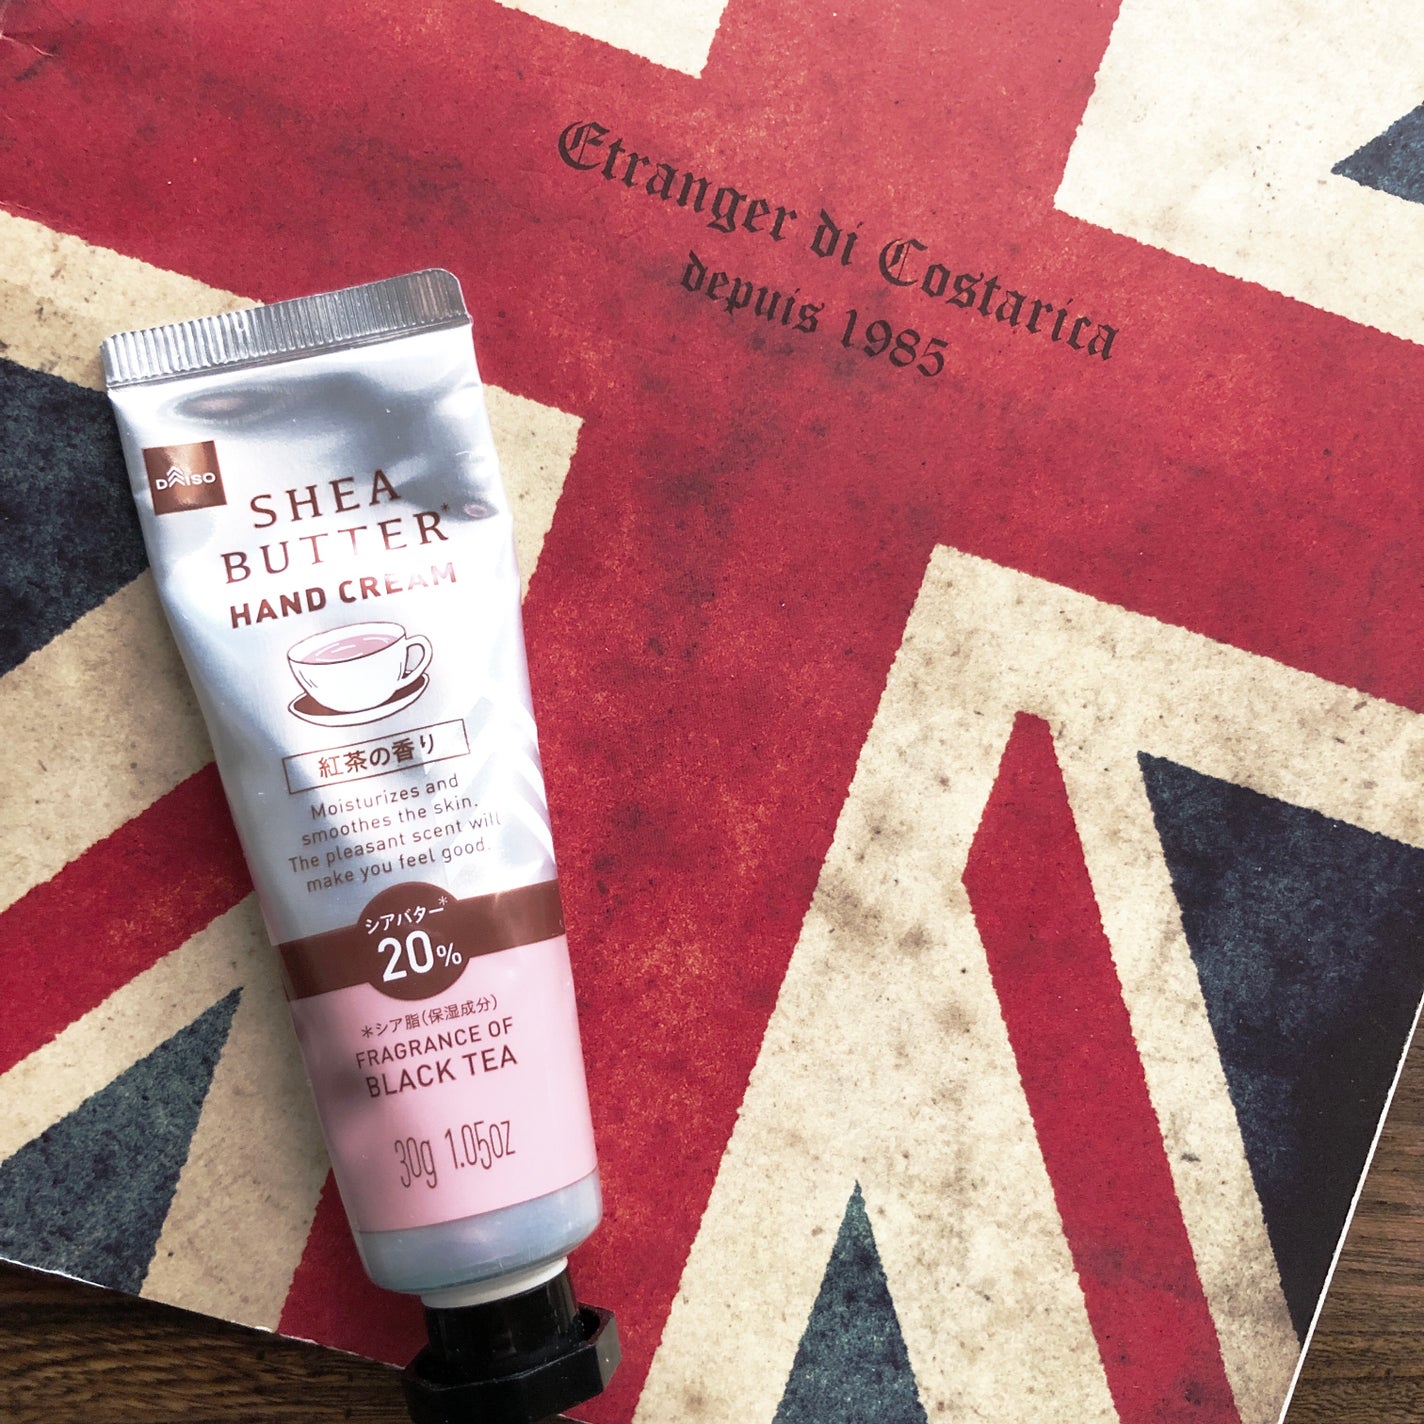 Etranger di Costarica
depuis 1985
DAISO
SHEA
BUTTER*
HAND CREAM
紅茶の香り
Moisturizes and
smoothes the skin.
The pleasant scent will
make you feel good.
シアバター*
20%
*シア脂(保湿成分)
FRAGRANCE OF
BLACK TEA
30g 1.05oz